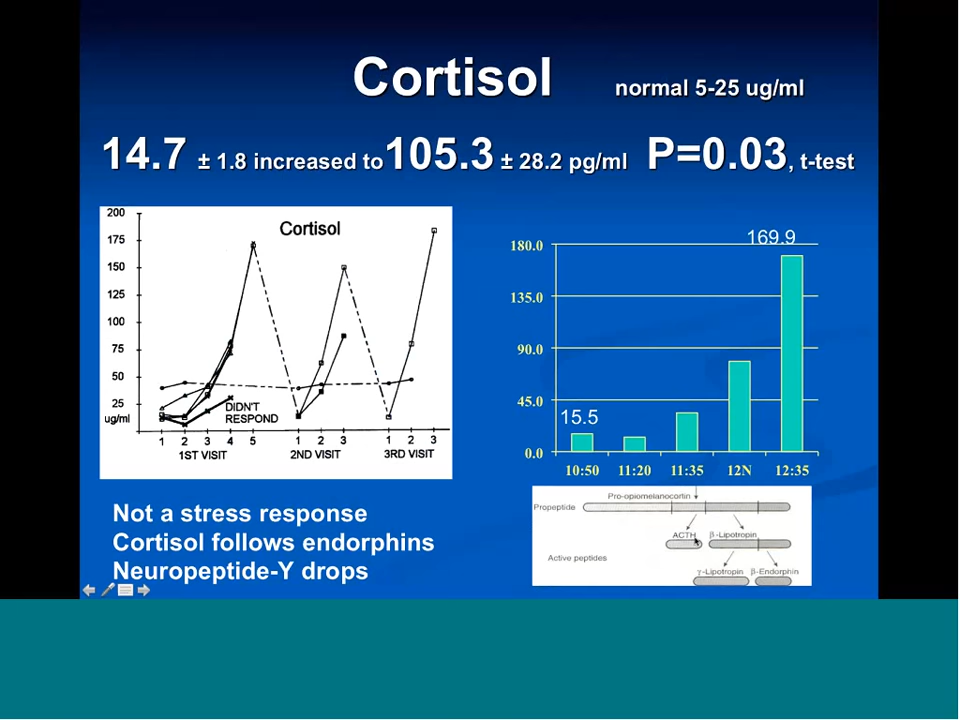 Cortisol normal 5-25 ug/ml
14.7 ± 1.8 increased to 105.3 ± 28.2 pg/ml P=0.03, t-test
200
175
150
125
100
75
50
25
ug/ml
Cortisol
DIDN'T
RESPOND
1 2 3 4 5 1 2 3 1 2 3
1ST VISIT 2ND VISIT 3RD VISIT
169.9
180.0
135.0
90.0
45.0
15.5
0.0
10:50 11:20 11:35 12N 12:35
Not a stress response
Cortisol follows endorphins
Neuropeptide-Y drops
Pro-opiomelanocortin
Propeptide
ACTH β-Lipotropin
Active peptides
γ-Lipotropin β-Endorphin